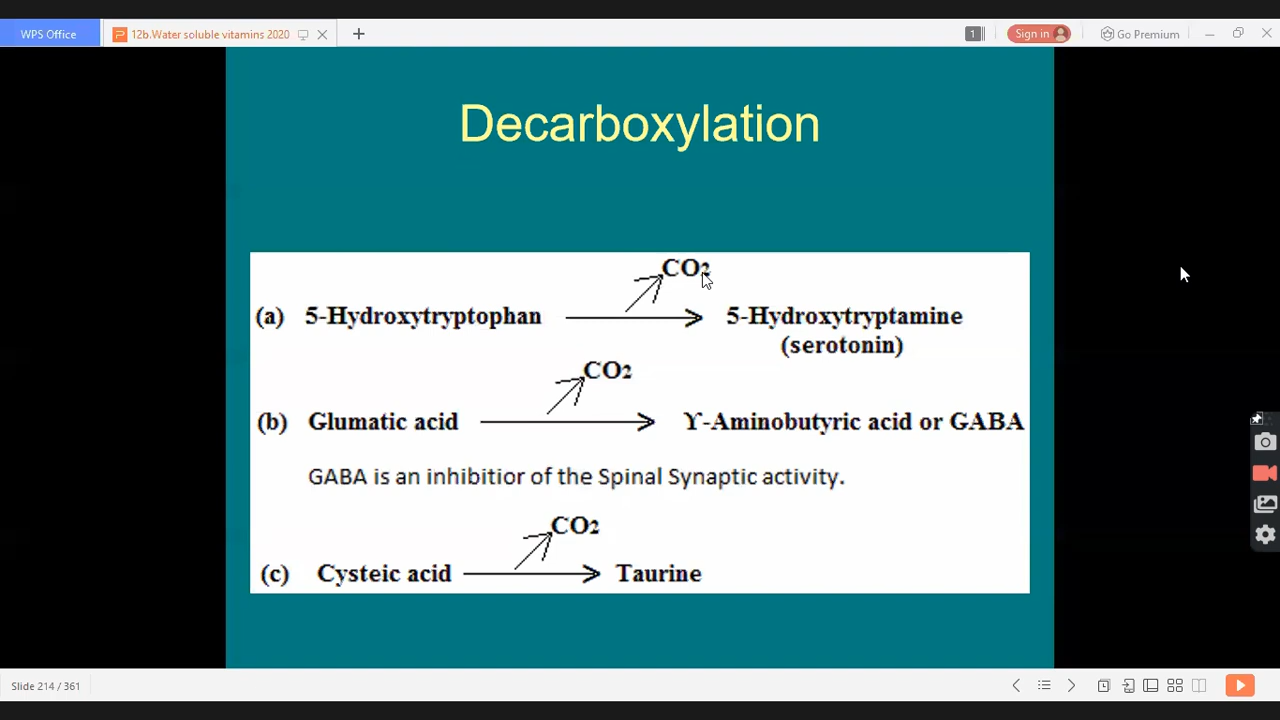 WPS Office
12b.Water soluble vitamins 2020
1
Sign in
Go Premium
Decarboxylation
CO2
(a) 5-Hydroxytryptophan 5-Hydroxytryptamine
(serotonin)
CO2
(b) Glumatic acid ϒ-Aminobutyric acid or GABA
GABA is an inhibitior of the Spinal Synaptic activity.
CO2
(c) Cysteic acid Taurine
Slide 214 / 361